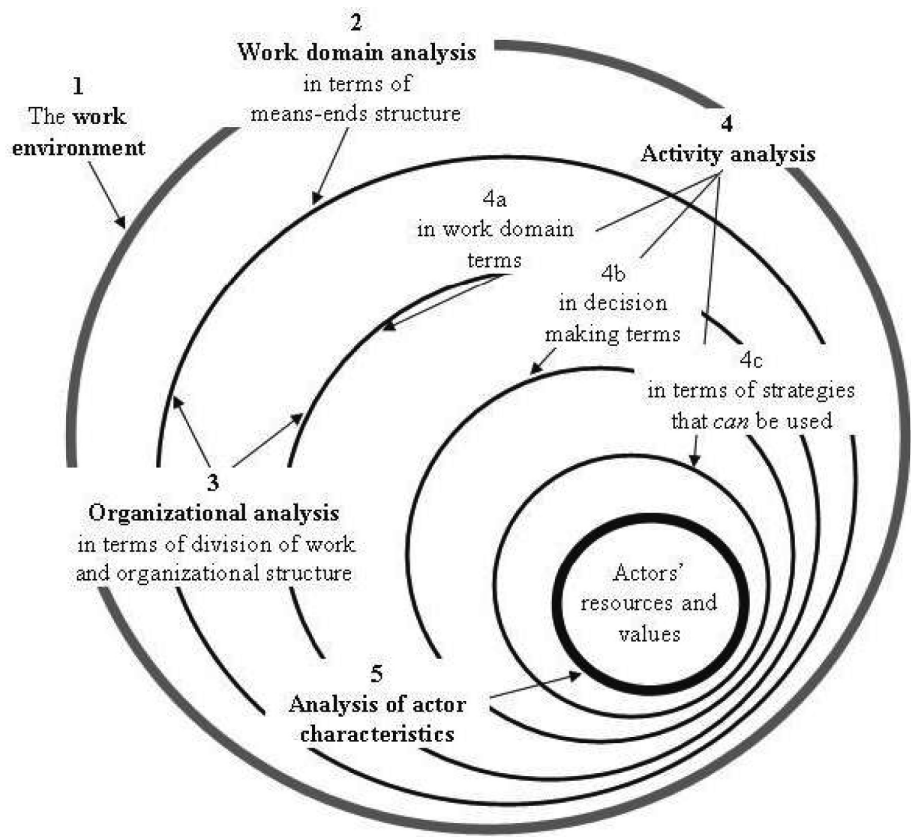 1
The work
environment
2
Work domain analysis
in terms of
means-ends structure
4
Activity analysis
4a
in work domain
terms
4b
in decision
making terms
4c
in terms of strategies
that can be used
3
Organizational analysis
in terms of division of work
and organizational structure
Actors’
resources and
values
5
Analysis of actor
characteristics